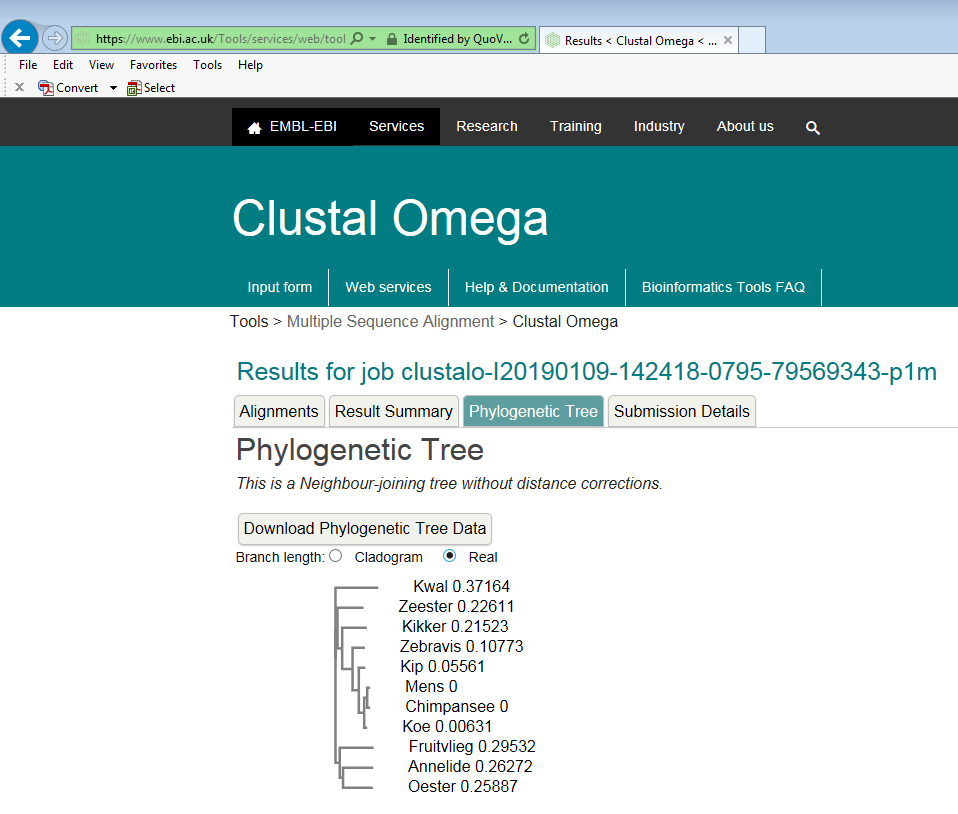 https://www.ebi.ac.uk/Tools/services/web/tool Identified by QuoV... Results < Clustal Omega < ...
File Edit View Favorites Tools Help
x Convert Select
EMBL-EBI Services Research Training Industry About us
Clustal Omega
Input form Web services Help & Documentation Bioinformatics Tools FAQ
Tools > Multiple Sequence Alignment > Clustal Omega
Results for job clustalo-I20190109-142418-0795-79569343-p1m
Alignments Result Summary Phylogenetic Tree Submission Details
Phylogenetic Tree
This is a Neighbour-joining tree without distance corrections.
Download Phylogenetic Tree Data
Branch length: Cladogram Real
Kwal 0.37164
Zeester 0.22611
Kikker 0.21523
Zebravis 0.10773
Kip 0.05561
Mens 0
Chimpansee 0
Koe 0.00631
Fruitvlieg 0.29532
Annelide 0.26272
Oester 0.25887